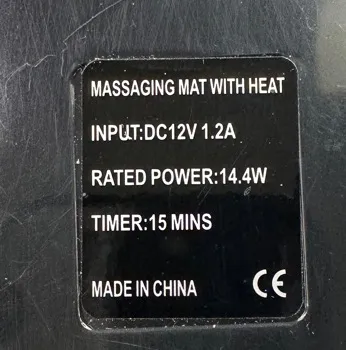 MASSAGING MAT WITH HEAT
INPUT:DC12V 1.2A
RATED POWER:14.4W
TIMER:15 MINS
MADE IN CHINA CE